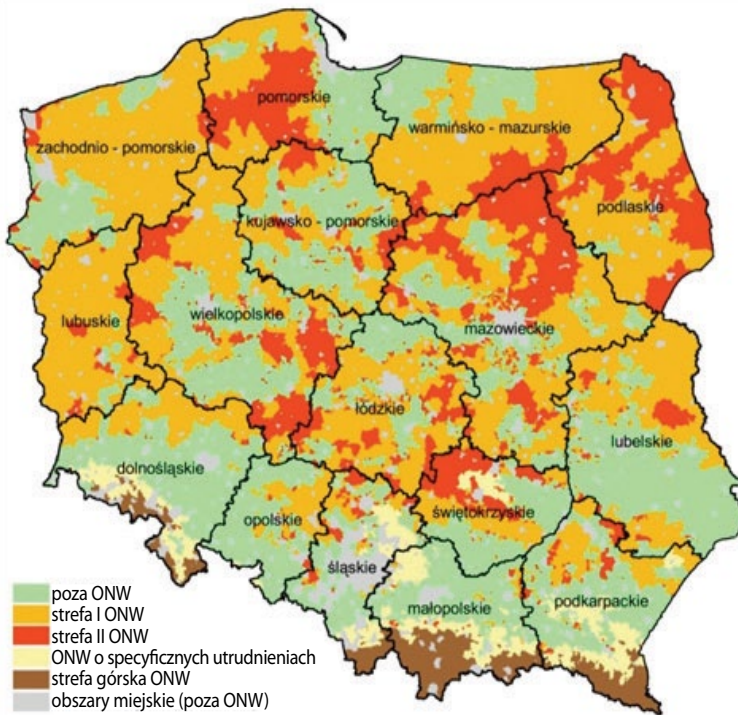 pomorskie
warmińsko - mazurskie
zachodnio - pomorskie
podlaskie
kujawsko - pomorskie
lubuskie
wielkopolskie
mazowieckie
łódzkie
lubelskie
dolnośląskie
opolskie
świętokrzyskie
śląskie
małopolskie
podkarpackie
poza ONW
strefa I ONW
strefa II ONW
ONW o specyficznych utrudnieniach
strefa górska ONW
obszary miejskie (poza ONW)